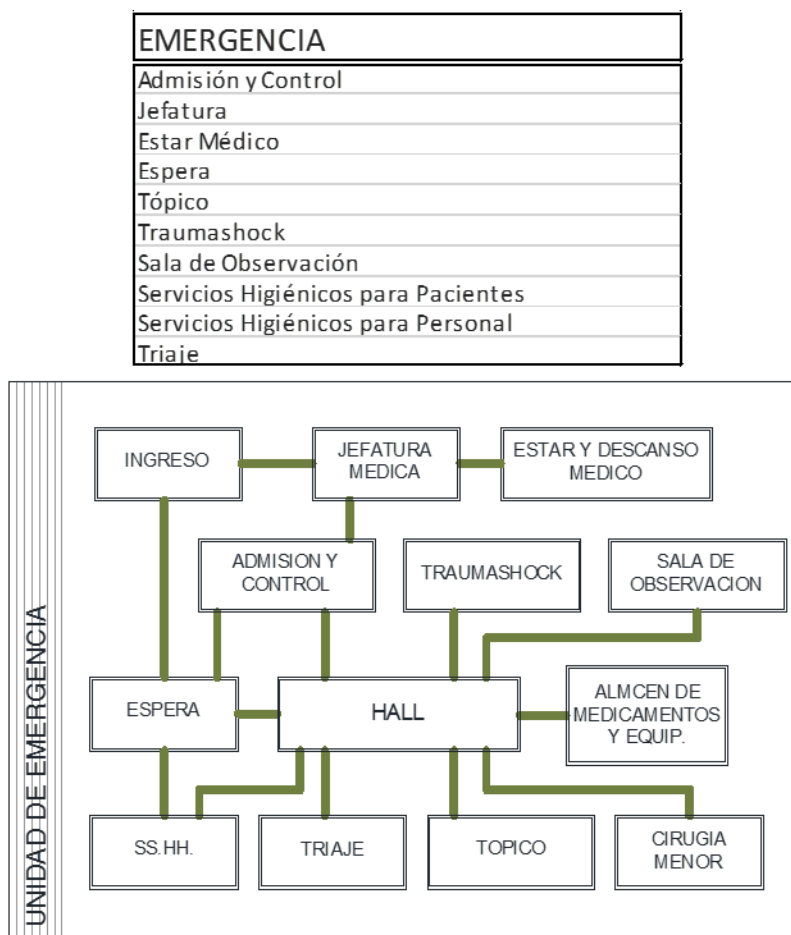 EMERGENCIA
Admisión y Control
Jefatura
Estar Médico
Espera
Tópico
Traumashock
Sala de Observación
Servicios Higiénicos para Pacientes
Servicios Higiénicos para Personal
Triaje
UNIDAD DE EMERGENCIA
INGRESO
JEFATURA
MEDICA
ESTAR Y DESCANSO
MEDICO
ADMISION Y
CONTROL
TRAUMASHOCK
SALA DE
OBSERVACION
ESPERA
HALL
ALMCEN DE
MEDICAMENTOS
Y EQUIP.
SS.HH.
TRIAJE
TOPICO
CIRUGIA
MENOR